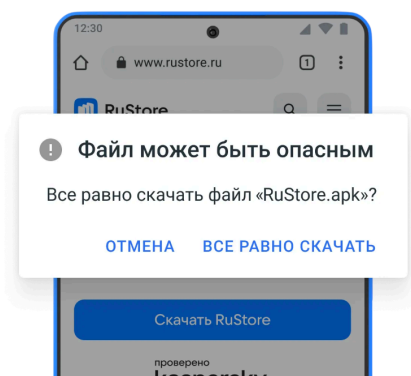 12:30
www.rustore.ru
1
RuStore
Файл может быть опасным
Все равно скачать файл «RuStore.apk»?
ОТМЕНА ВСЕ РАВНО СКАЧАТЬ
Скачать RuStore
проверено
kaspersky